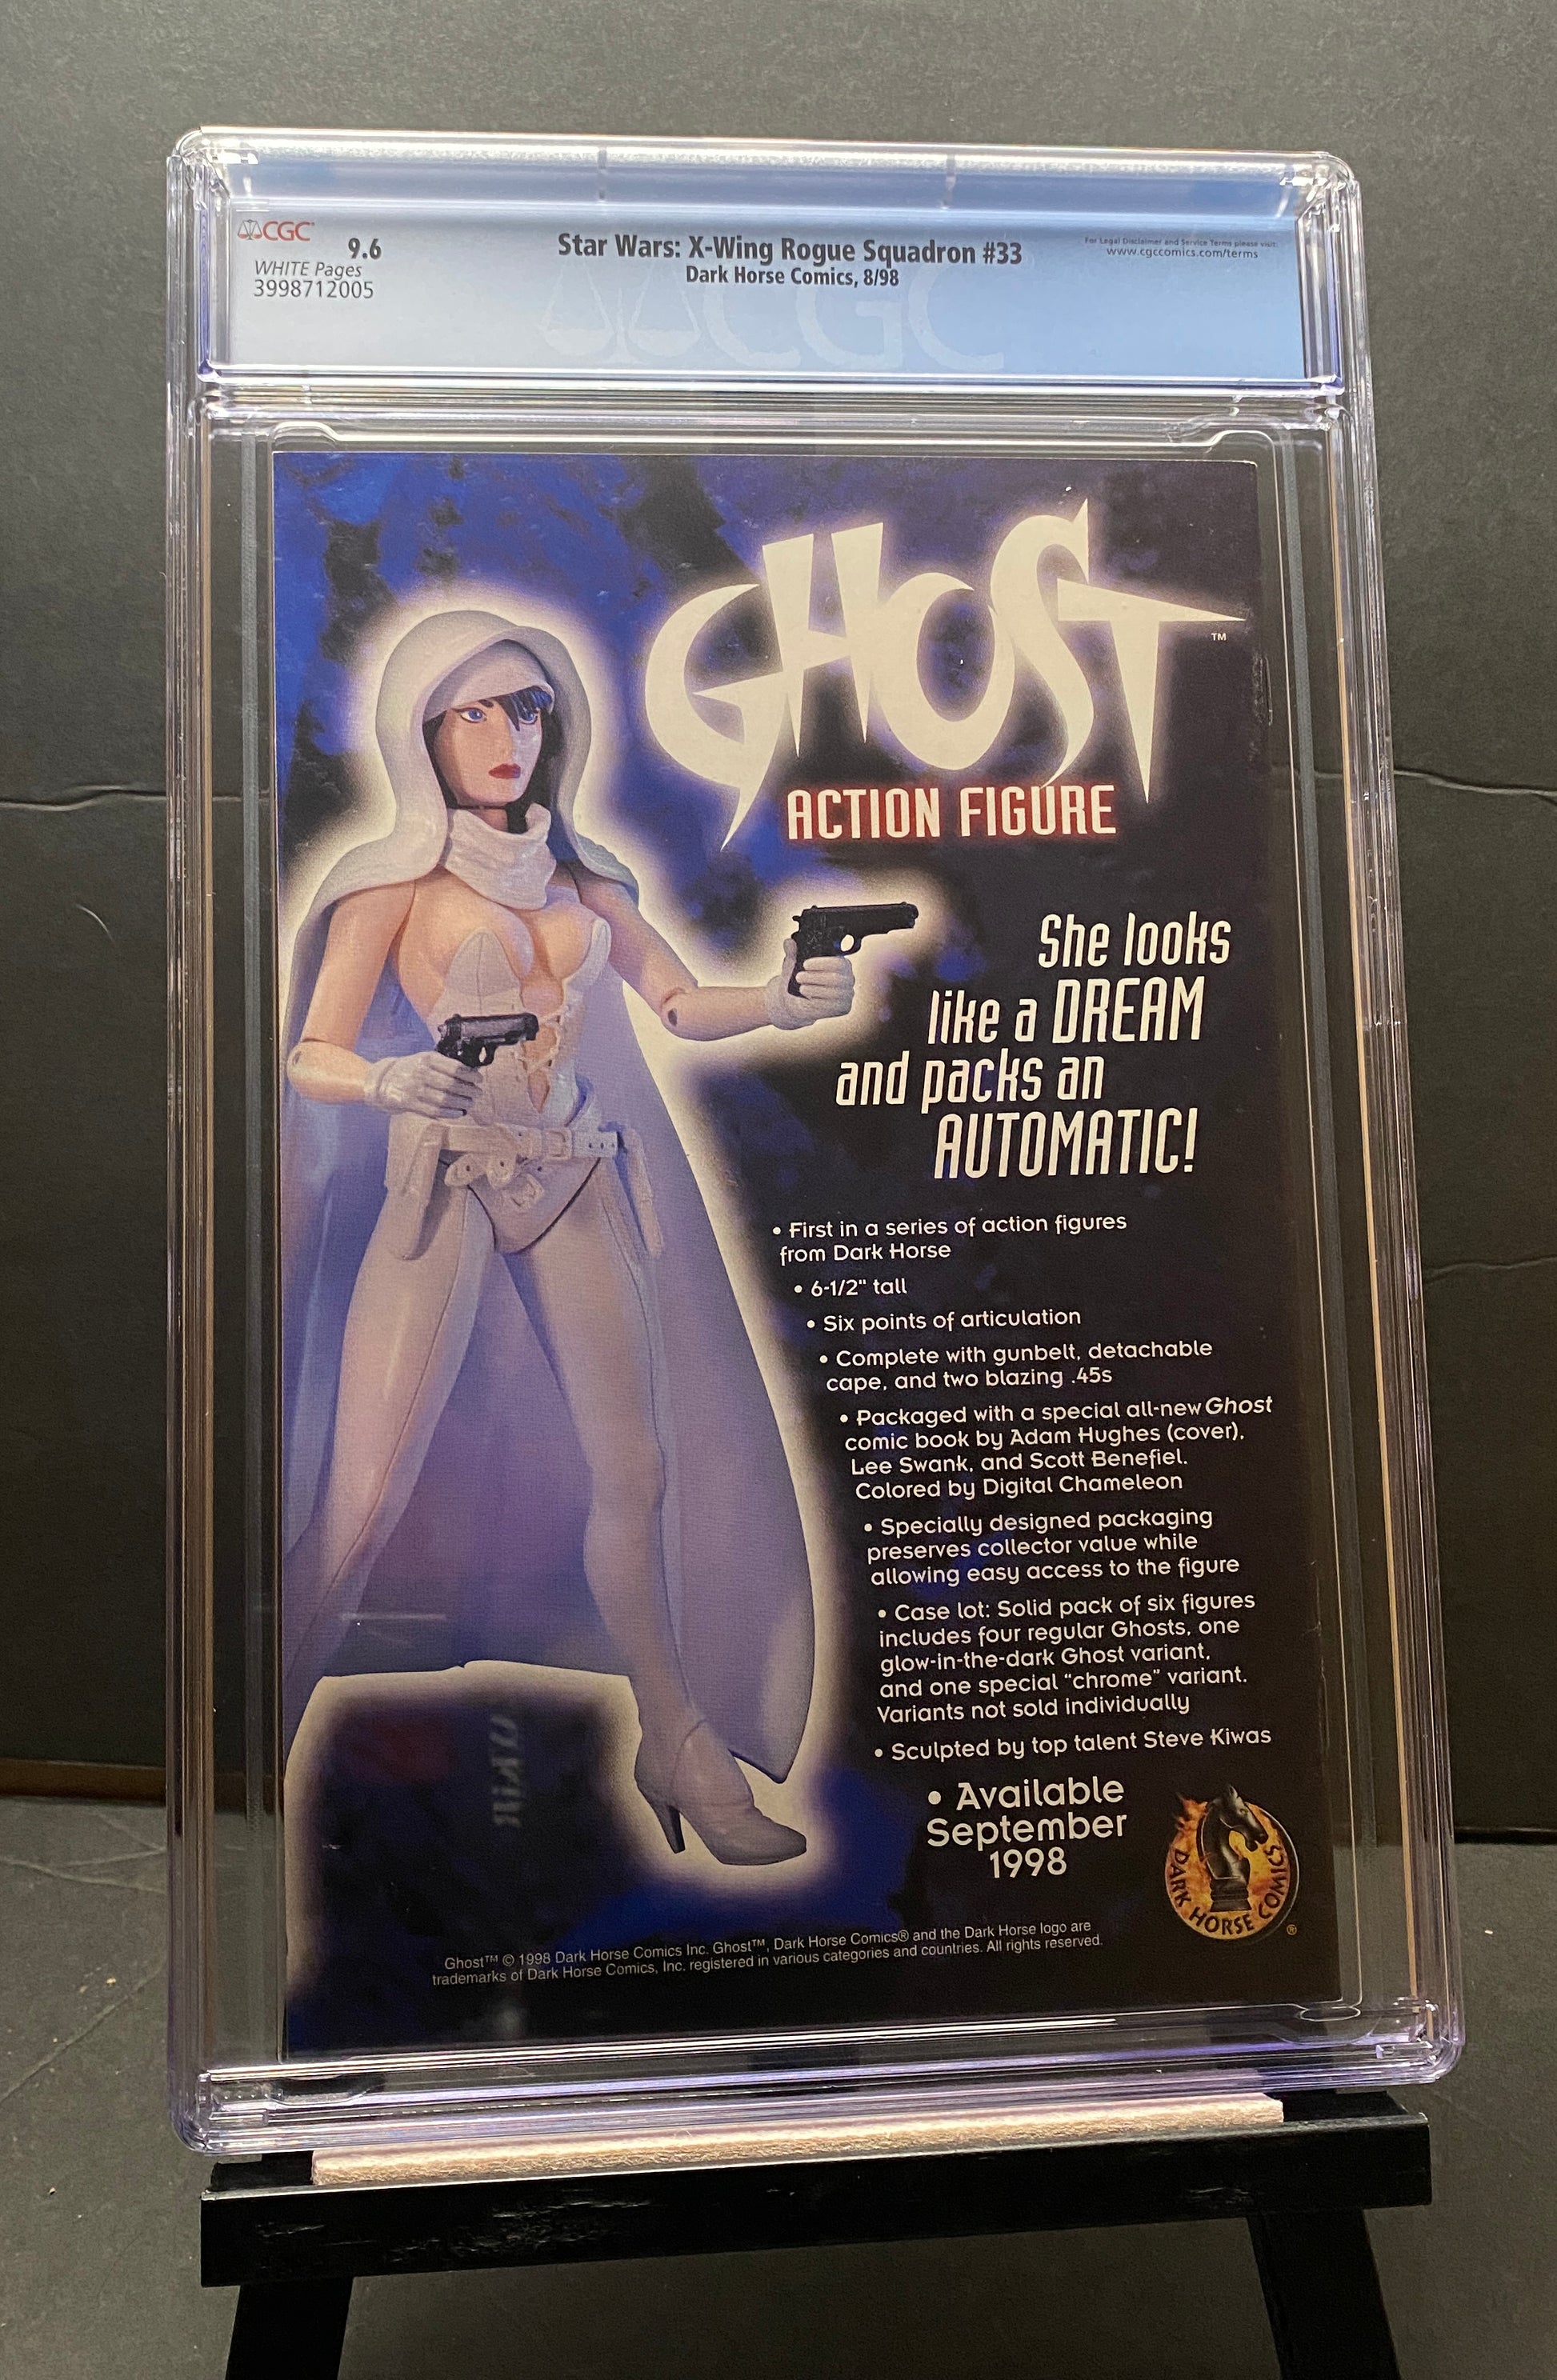 CGC
9.6
WHITE Pages
3998712005
Star Wars: X-Wing Rogue Squadron #33
Dark Horse Comics, 8/98
For Legal Disclaimer and Service Terms please visit:
www.cgccomics.com/terms
CGC
GHOST™
ACTION FIGURE
She looks
like a DREAM
and packs an
AUTOMATIC!
• First in a series of action figures
from Dark Horse
• 6-1/2" tall
• Six points of articulation
• Complete with gunbelt, detachable
cape, and two blazing .45s
• Packaged with a special all-new Ghost
comic book by Adam Hughes (cover),
Lee Swank, and Scott Benefiel.
Colored by Digital Chameleon
• Specially designed packaging
preserves collector value while
allowing easy access to the figure
• Case lot: Solid pack of six figures
includes four regular Ghosts, one
glow-in-the-dark Ghost variant,
and one special "chrome" variant.
Variants not sold individually
• Sculpted by top talent Steve Kiwas
• Available
September
1998
DARK HORSE COMICS®
Ghost™ © 1998 Dark Horse Comics Inc. Ghost™, Dark Horse Comics® and the Dark Horse logo are
trademarks of Dark Horse Comics, Inc. registered in various categories and countries. All rights reserved.